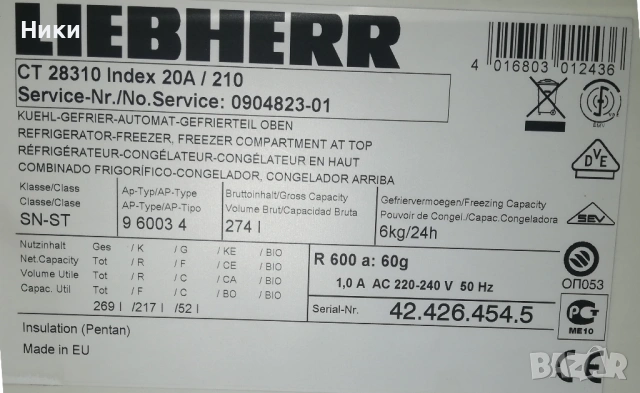 Ники
LIEBHERR
CT 28310 Index 20A / 210
Service-Nr./No.Service: 0904823-01
4 016803 012436
KUEHL-GEFRIER-AUTOMAT-GEFRIERTEIL OBEN
REFRIGERATOR-FREEZER, FREEZER COMPARTMENT AT TOP
RÉFRIGÉRATEUR-CONGÉLATEUR-CONGÉLATEUR EN HAUT
COMBINADO FRIGORÍFICO-CONGELADOR, CONGELADOR ARRIBA
EMV
DVE
SEV
Klasse/Class
Classe/Clase
SN-ST
Ap-Typ/AP-Type
AP-Type/AP-Tipo
9 6003 4
Bruttoinhalt/Gross Capacity
Volume Brut/Capacidad Bruta
274 l
Gefriervermoegen/Freezing Capacity
Pouvoir de Congel./Capac.Congeladora
6kg/24h
Nutzinhalt Ges / K / G / KE / BIO
Net.Capacity Tot / R / F / CE / BIO
Volume Utile Tot / R / C / CA / BIO
Capac. Util Tot / F / C / BO / BIO
269 l /217 l /52 l
R 600 a: 60g
1,0 A AC 220-240 V 50 Hz
Serial-Nr. 42.426.454.5
ОП053
РСТ
ME10
Insulation (Pentan)
Made in EU
CE
BAZAR